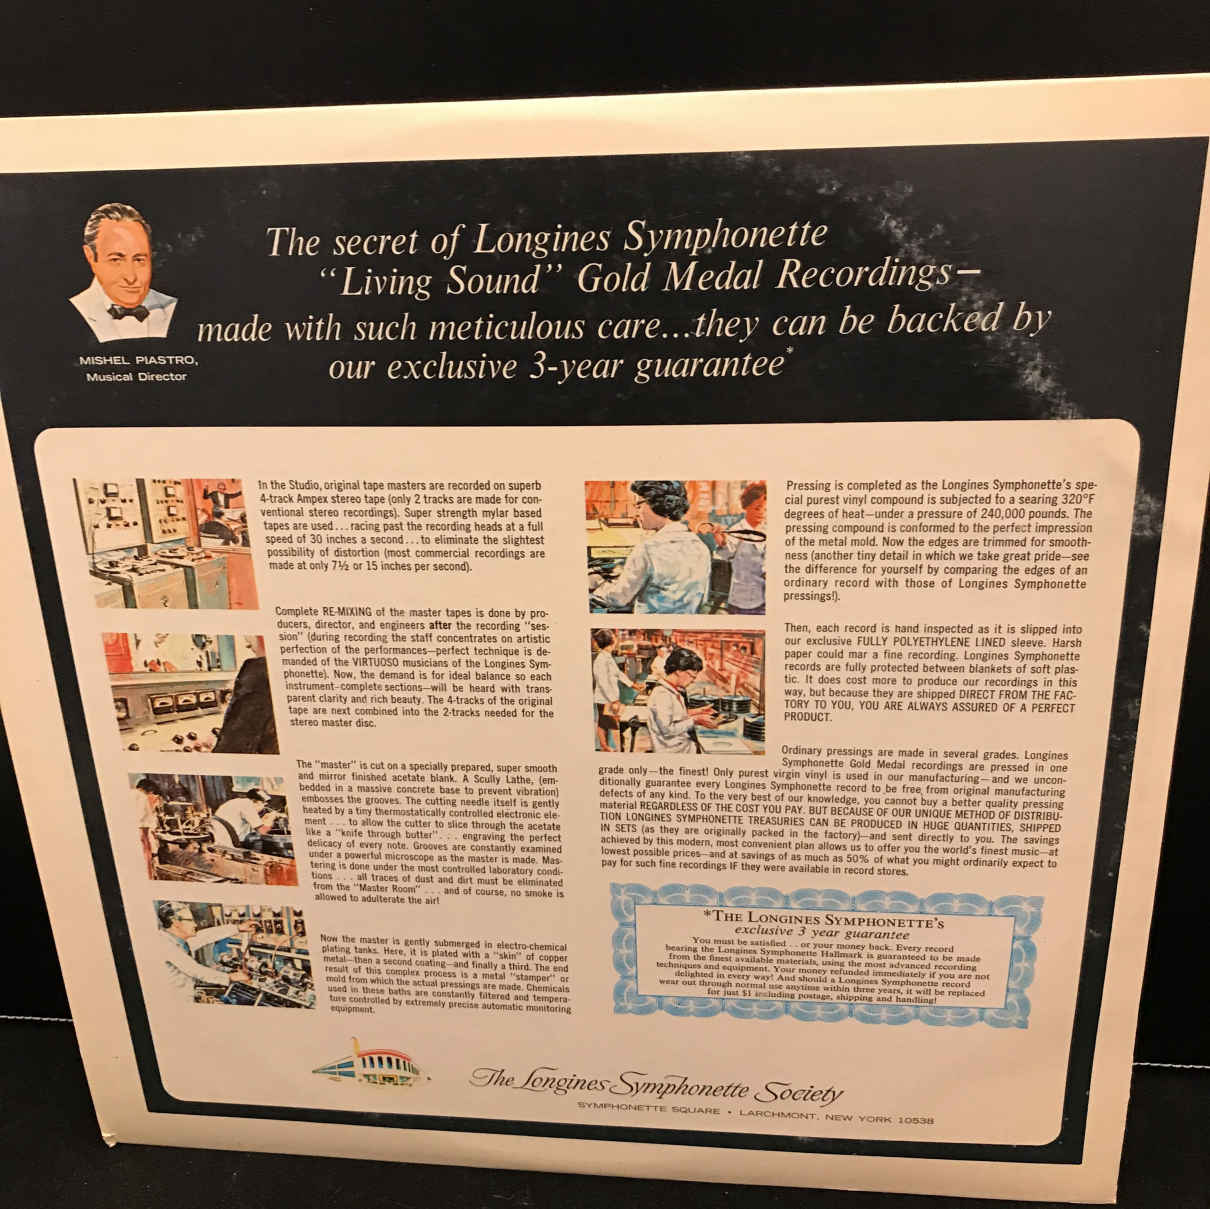 The secret of Longines Symphonette
“Living Sound” Gold Medal Recordings—
made with such meticulous care...they can be backed by
our exclusive 3-year guarantee*
MISHEL PIASTRO,
Musical Director
In the Studio, original tape masters are recorded on superb
4-track Ampex stereo tape (only 2 tracks are made for con-
ventional stereo recordings). Super strength mylar based
tapes are used...racing past the recording heads at a full
speed of 30 inches a second...to eliminate the slightest
possibility of distortion (most commercial recordings are
made at only 7½ or 15 inches per second).
Complete RE-MIXING of the master tapes is done by pro-
ducers, director, and engineers after the recording "ses-
sion" (during recording the staff concentrates on artistic
perfection of the performances—perfect technique is de-
manded of the VIRTUOSO musicians of the Longines Sym-
phonette). Now, the demand is for ideal balance so each
instrument-complete sections—will be heard with trans-
parent clarity and rich beauty. The 4-tracks of the original
tape are next combined into the 2-tracks needed for the
stereo master disc.
The "master" is cut on a specially prepared, super smooth
and mirror finished acetate blank. A Scully Lathe, (em-
bedded in a massive concrete base to prevent vibration)
embosses the grooves. The cutting needle itself is gently
heated by a tiny thermostatically controlled electronic ele-
ment . . . to allow the cutter to slice through the acetate
like a "knife through butter". . . engraving the perfect
delicacy of every note. Grooves are constantly examined
under a powerful microscope as the master is made. Mas-
tering is done under the most controlled laboratory condi-
tions . . . all traces of dust and dirt must be eliminated
from the "Master Room" . . . and of course, no smoke is
allowed to adulterate the air!
Now the master is gently submerged in electro-chemical
plating tanks. Here, it is plated with a "skin" of copper
metal—then a second coating—and finally a third. The end
result of this complex process is a metal "stamper" or
mold from which the actual pressings are made. Chemicals
used in these baths are constantly filtered and tempera-
ture controlled by extremely precise automatic monitoring
equipment.
Pressing is completed as the Longines Symphonette's spe-
cial purest vinyl compound is subjected to a searing 320°F
degrees of heat—under a pressure of 240,000 pounds. The
pressing compound is conformed to the perfect impression
of the metal mold. Now the edges are trimmed for smooth-
ness (another tiny detail in which we take great pride—see
the difference for yourself by comparing the edges of an
ordinary record with those of Longines Symphonette
pressings!).
Then, each record is hand inspected as it is slipped into
our exclusive FULLY POLYETHYLENE LINED sleeve. Harsh
paper could mar a fine recording. Longines Symphonette
records are fully protected between blankets of soft plas-
tic. It does cost more to produce our recordings in this
way, but because they are shipped DIRECT FROM THE FAC-
TORY TO YOU, YOU ARE ALWAYS ASSURED OF A PERFECT
PRODUCT.
Ordinary pressings are made in several grades. Longines
Symphonette Gold Medal recordings are pressed in one
grade only—the finest! Only purest virgin vinyl is used in our manufacturing—and we uncon-
ditionally guarantee every Longines Symphonette record to be free from original manufacturing
defects of any kind. To the very best of our knowledge, you cannot buy a better quality pressing
material REGARDLESS OF THE COST YOU PAY. BUT BECAUSE OF OUR UNIQUE METHOD OF DISTRIBU-
TION LONGINES SYMPHONETTE TREASURIES CAN BE PRODUCED IN HUGE QUANTITIES, SHIPPED
IN SETS (as they are originally packed in the factory)—and sent directly to you. The savings
achieved by this modern, most convenient plan allows us to offer you the world's finest music—at
lowest possible prices—and at savings of as much as 50% of what you might ordinarily expect to
pay for such fine recordings IF they were available in record stores.
*THE LONGINES SYMPHONETTE'S
exclusive 3 year guarantee
You must be satisfied . . or your money back. Every record
bearing the Longines Symphonette Hallmark is guaranteed to be made
from the finest available materials, using the most advanced recording
techniques and equipment. Your money refunded immediately if you are not
delighted in every way! And should a Longines Symphonette record
wear out through normal use anytime within three years, it will be replaced
for just $1 including postage, shipping and handling!
The Longines Symphonette Society
SYMPHONETTE SQUARE • LARCHMONT, NEW YORK 10538